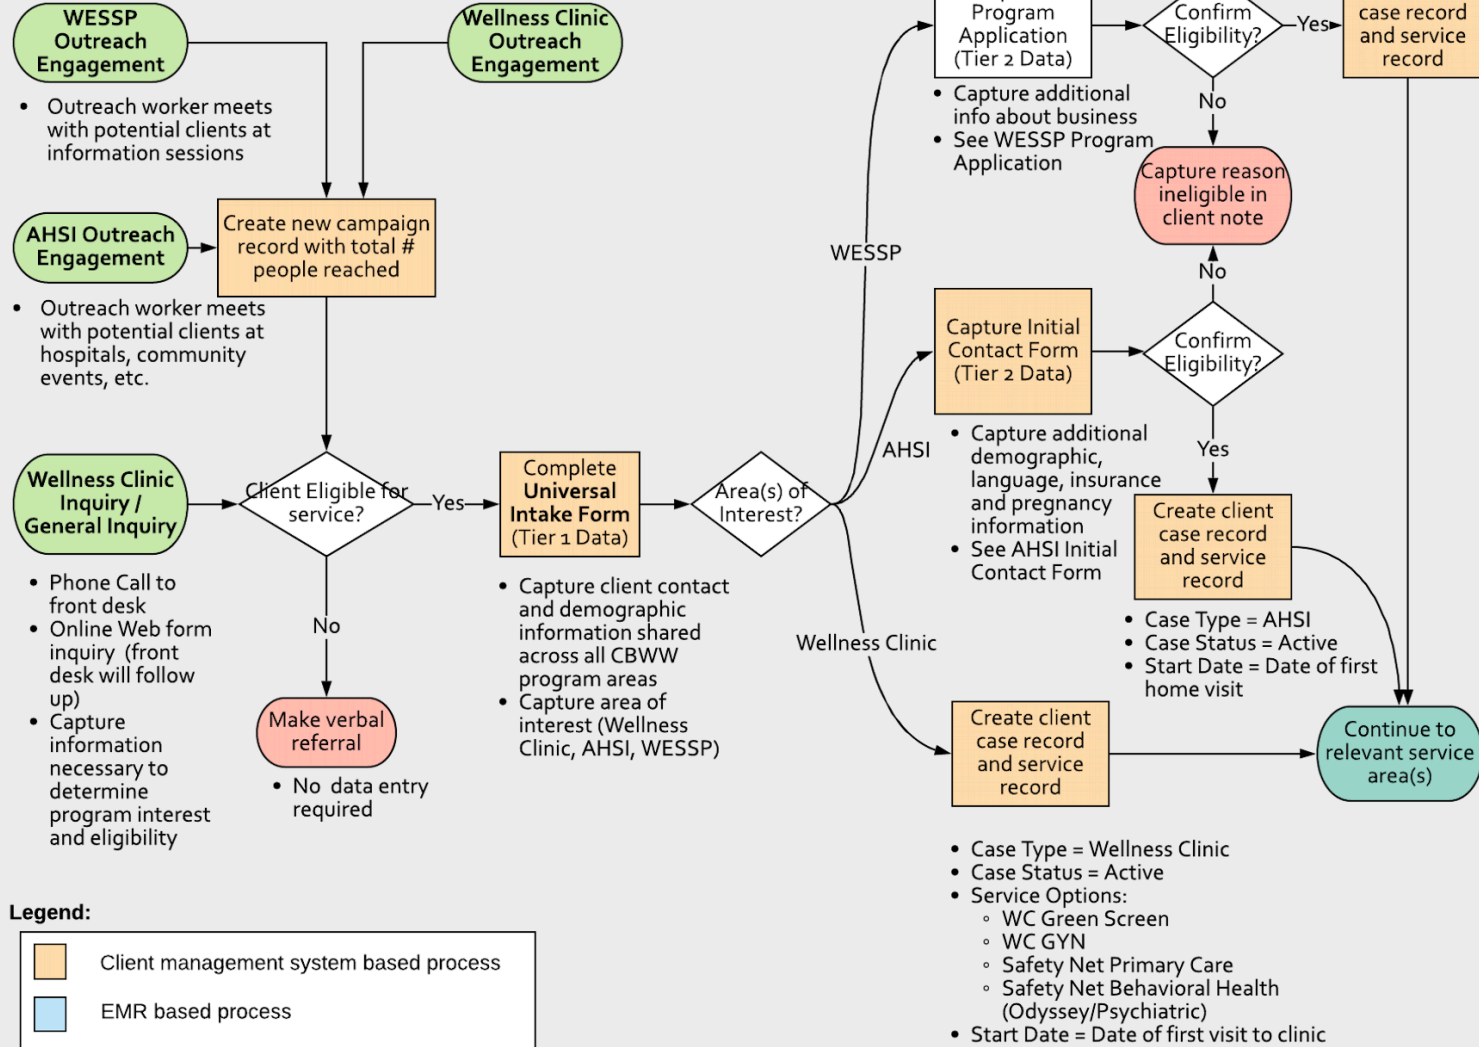 WESSP
Outreach
Engagement
Wellness Clinic
Outreach
Engagement
• Outreach worker meets
with potential clients at
information sessions
AHSI Outreach
Engagement
Create new campaign
record with total #
people reached
• Outreach worker meets
with potential clients at
hospitals, community
events, etc.
Wellness Clinic
Inquiry /
General Inquiry
Client Eligible for
service?
Yes
Complete
Universal
Intake Form
(Tier 1 Data)
Area(s) of
Interest?
• Phone Call to
front desk
• Online Web form
inquiry (front
desk will follow
up)
• Capture
information
necessary to
determine
program interest
and eligibility
No
Make verbal
referral
• No data entry
required
• Capture client contact
and demographic
information shared
across all CBWW
program areas
• Capture area of
interest (Wellness
Clinic, AHSI, WESSP)
WESSP
AHSI
Wellness Clinic
Program
Application
(Tier 2 Data)
Confirm
Eligibility?
Yes
case record
and service
record
• Capture additional
info about business
• See WESSP Program
Application
No
Capture reason
ineligible in
client note
No
Capture Initial
Contact Form
(Tier 2 Data)
Confirm
Eligibility?
• Capture additional
demographic,
language, insurance
and pregnancy
information
• See AHSI Initial
Contact Form
Yes
Create client
case record
and service
record
• Case Type = AHSI
• Case Status = Active
• Start Date = Date of first
home visit
Create client
case record
and service
record
Continue to
relevant service
area(s)
• Case Type = Wellness Clinic
• Case Status = Active
• Service Options:
◦ WC Green Screen
◦ WC GYN
◦ Safety Net Primary Care
◦ Safety Net Behavioral Health
(Odyssey/Psychiatric)
• Start Date = Date of first visit to clinic
Legend:
Client management system based process
EMR based process